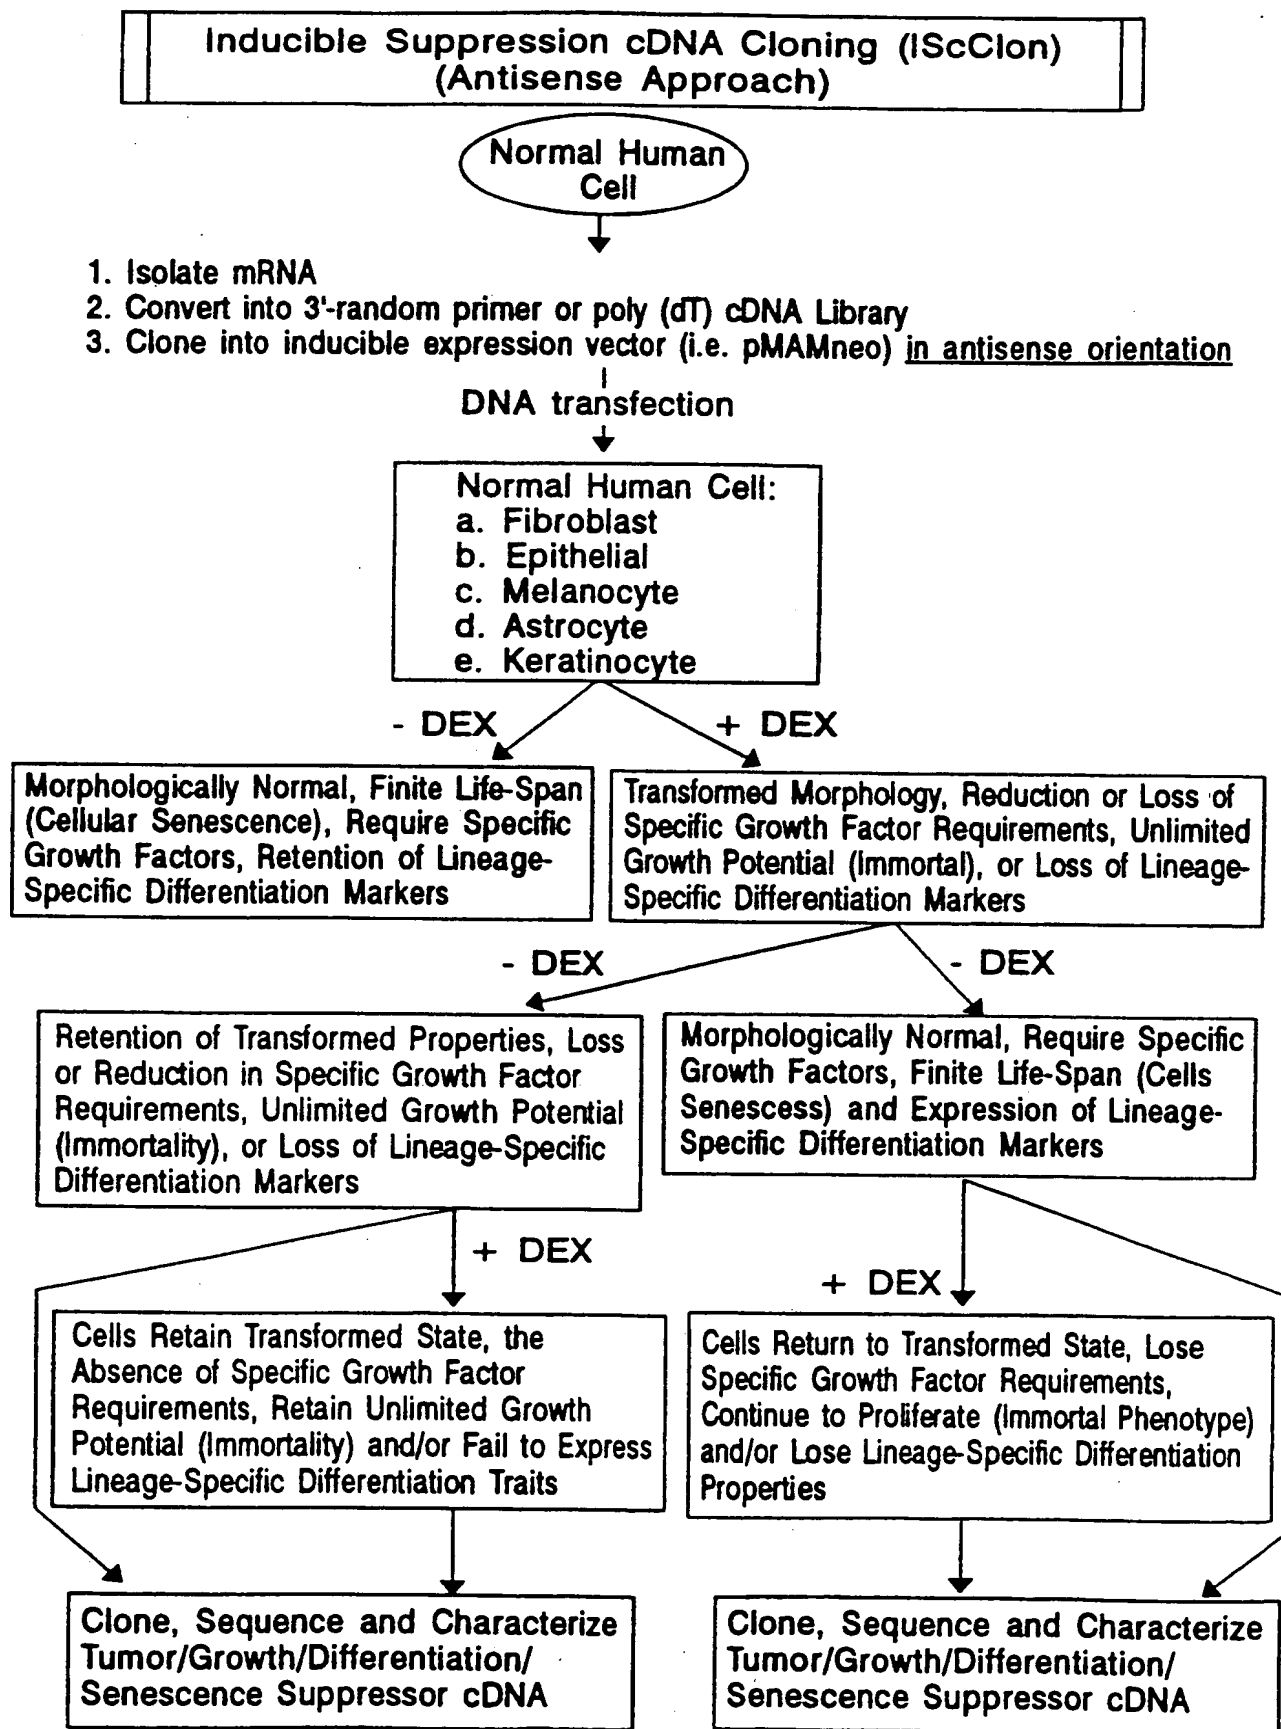 Inducible Suppression cDNA Cloning (IScClon)
(Antisense Approach)
Normal Human
Cell
1. Isolate mRNA
2. Convert into 3'-random primer or poly (dT) cDNA Library
3. Clone into inducible expression vector (i.e. pMAMneo) in antisense orientation
DNA transfection
Normal Human Cell:
a. Fibroblast
b. Epithelial
c. Melanocyte
d. Astrocyte
e. Keratinocyte
- DEX
+ DEX
Morphologically Normal, Finite Life-Span
(Cellular Senescence), Require Specific
Growth Factors, Retention of Lineage-
Specific Differentiation Markers
Transformed Morphology, Reduction or Loss of
Specific Growth Factor Requirements, Unlimited
Growth Potential (Immortal), or Loss of Lineage-
Specific Differentiation Markers
- DEX
- DEX
Retention of Transformed Properties, Loss
or Reduction in Specific Growth Factor
Requirements, Unlimited Growth Potential
(Immortality), or Loss of Lineage-Specific
Differentiation Markers
Morphologically Normal, Require Specific
Growth Factors, Finite Life-Span (Cells
Senescess) and Expression of Lineage-
Specific Differentiation Markers
+ DEX
+ DEX
Cells Retain Transformed State, the
Absence of Specific Growth Factor
Requirements, Retain Unlimited Growth
Potential (Immortality) and/or Fail to Express
Lineage-Specific Differentiation Traits
Cells Return to Transformed State, Lose
Specific Growth Factor Requirements,
Continue to Proliferate (Immortal Phenotype)
and/or Lose Lineage-Specific Differentiation
Properties
Clone, Sequence and Characterize
Tumor/Growth/Differentiation/
Senescence Suppressor cDNA
Clone, Sequence and Characterize
Tumor/Growth/Differentiation/
Senescence Suppressor cDNA